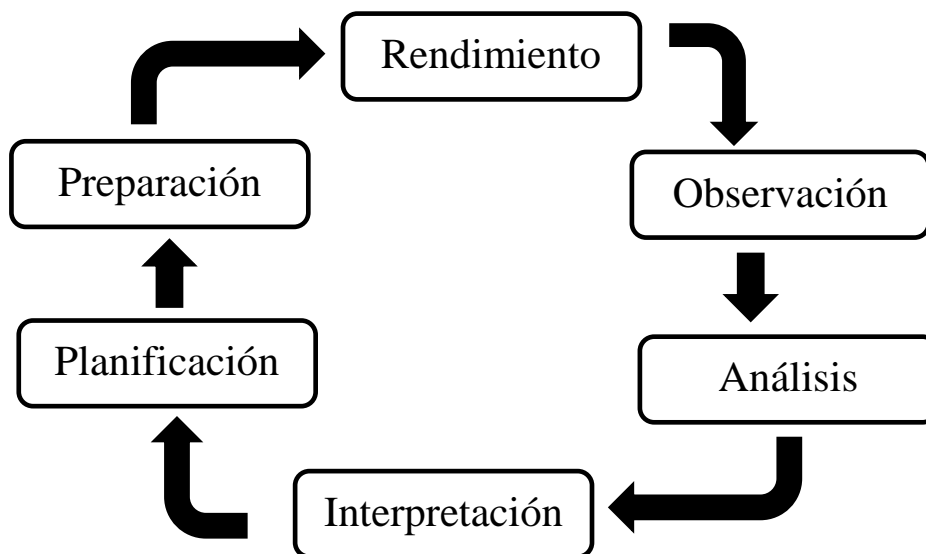 Rendimiento
Preparación
Observación
Planificación
Análisis
Interpretación